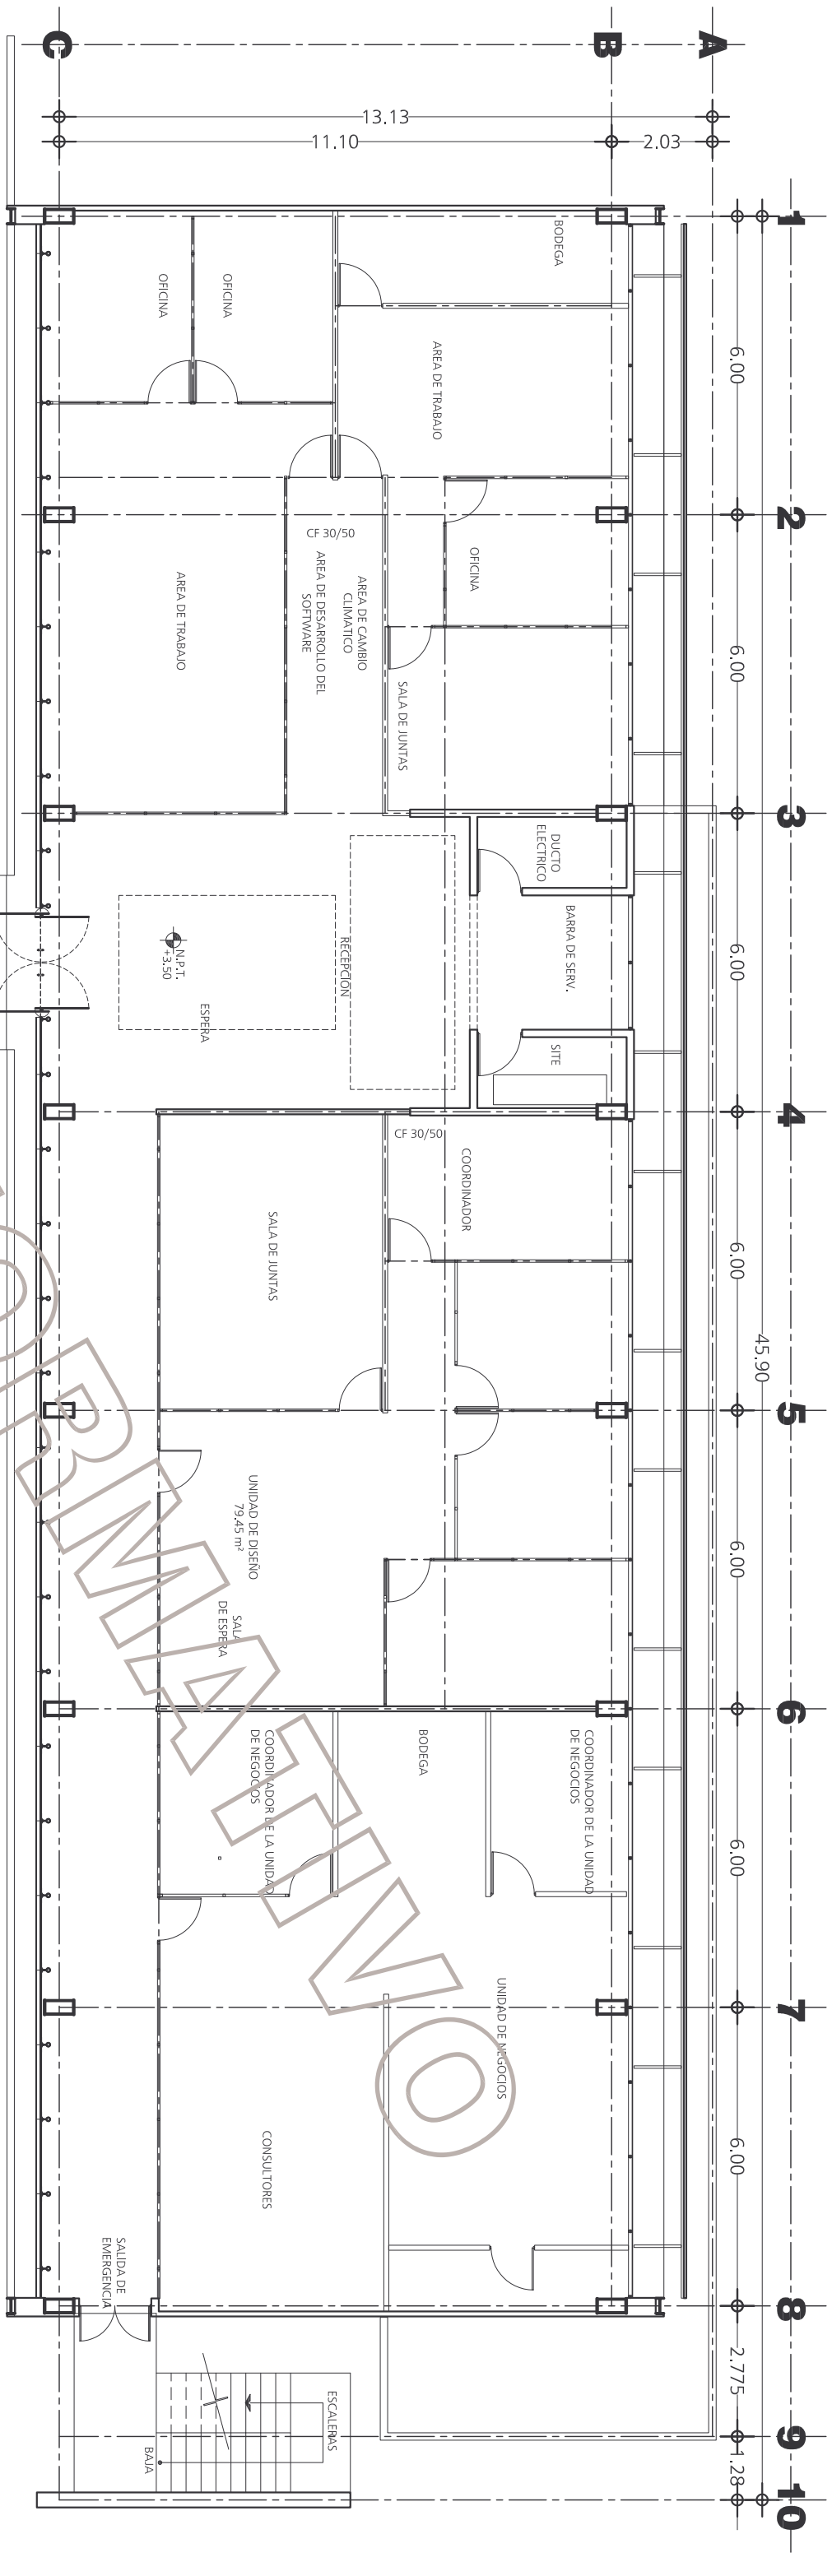 C
B
A
13.13
11.10
2.03
1
2
3
4
5
6
7
8
9
10
6.00
6.00
6.00
6.00
6.00
6.00
6.00
2.775
1.28
45.90
BODEGA
OFICINA
OFICINA
AREA DE TRABAJO
OFICINA
CF 30/50
AREA DE CAMBIO
CLIMATICO
AREA DE DESARROLLO DEL
SOFTWARE
AREA DE TRABAJO
SALA DE JUNTAS
DUCTO
ELECTRICO
BARRA DE SERV.
SITE
RECEPCIÓN
N.P.T.
+3.50
ESPERA
CF 30/50
COORDINADOR
SALA DE JUNTAS
UNIDAD DE DISEÑO
79.45 m²
SALA
DE ESPERA
COORDINADOR DE LA UNIDAD
DE NEGOCIOS
BODEGA
COORDINADOR DE LA UNIDAD
DE NEGOCIOS
UNIDAD DE NEGOCIOS
CONSULTORES
SALIDA DE
EMERGENCIA
ESCALERAS
BAJA
ORMATIVO